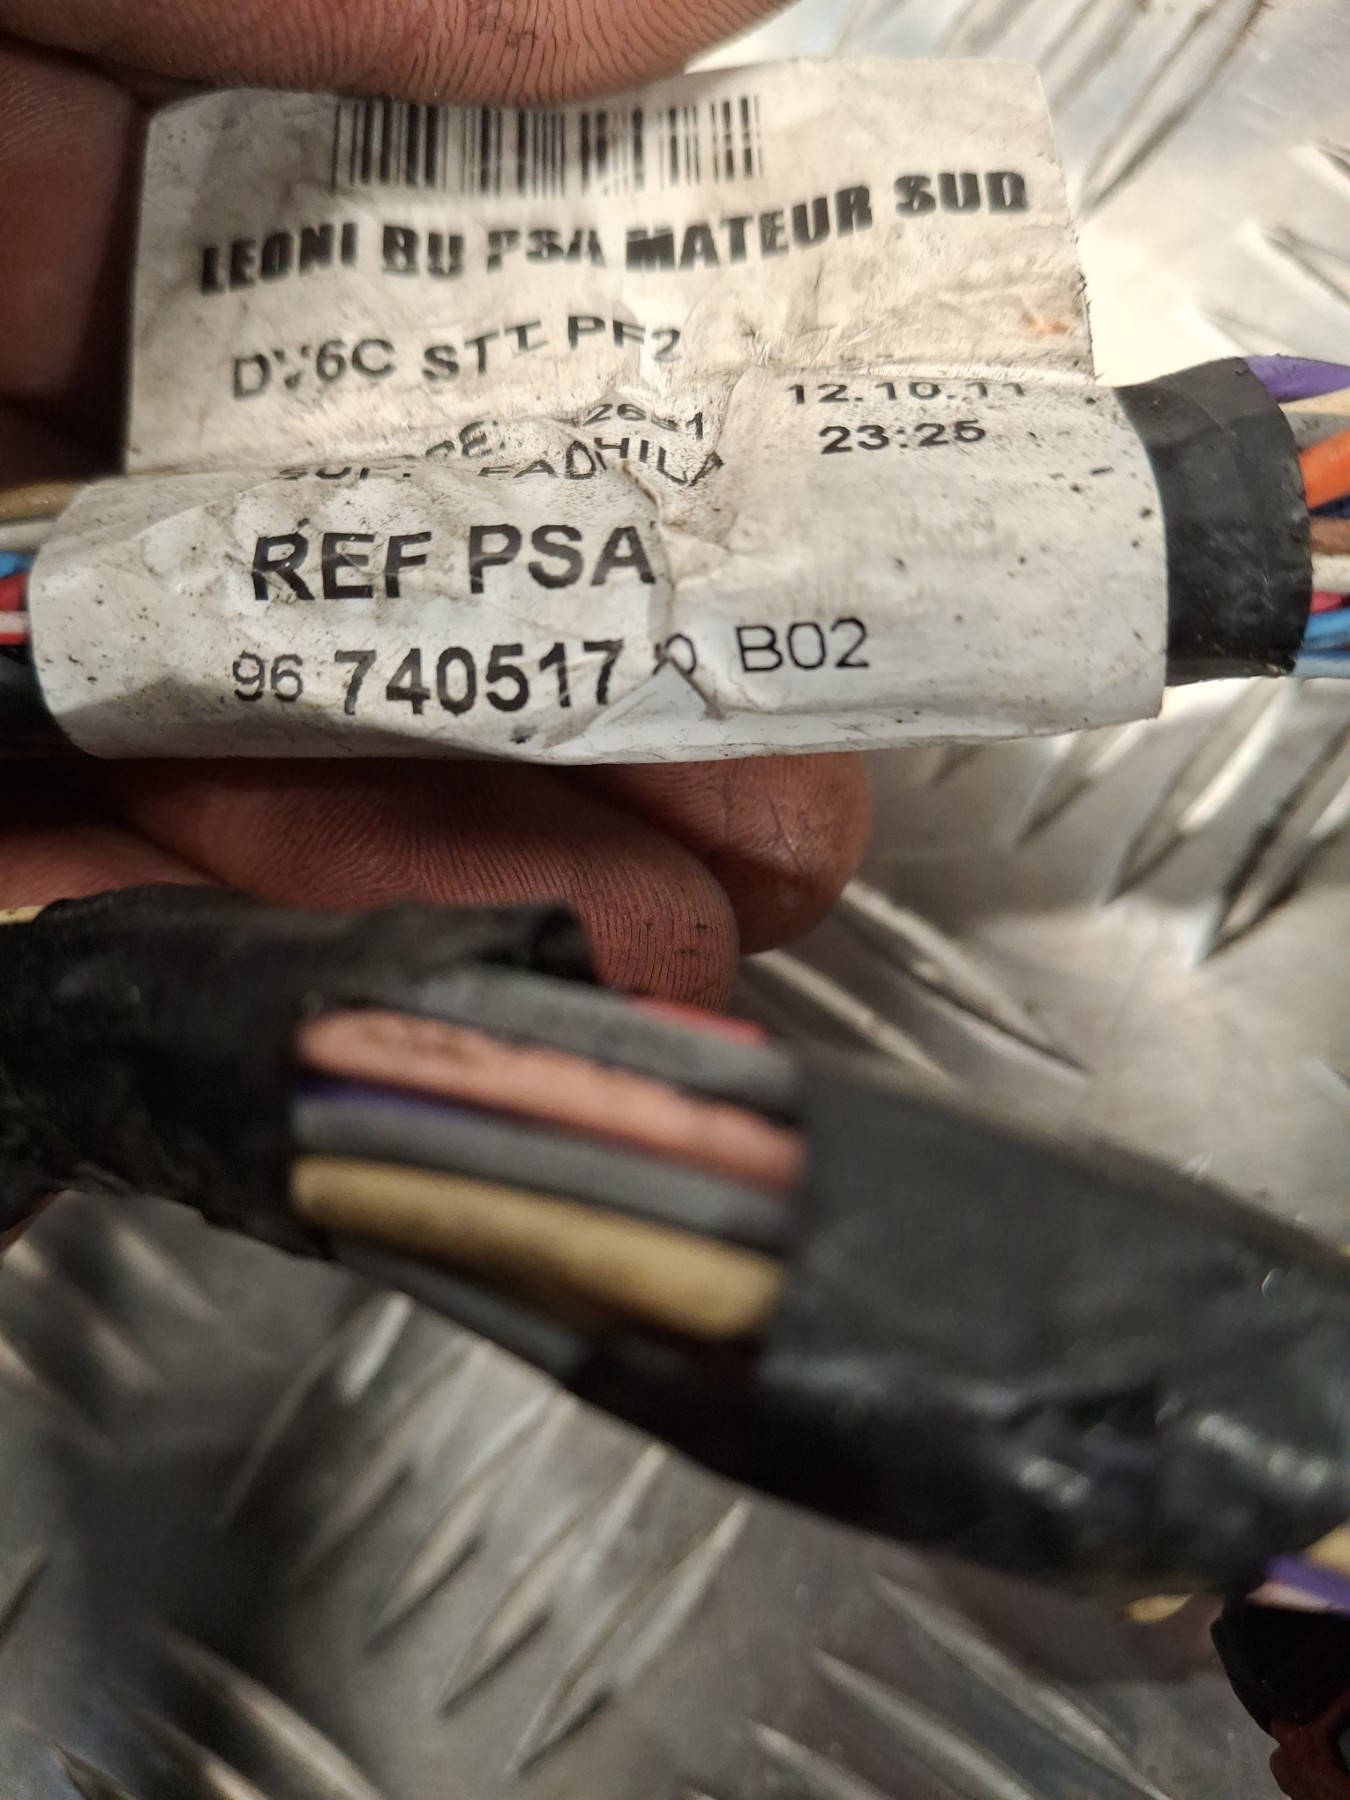 LEONI BU PSA MATEUR SUD
DV6C STT PF2
12.10.11
23:25
REF PSA
96 740517 B02